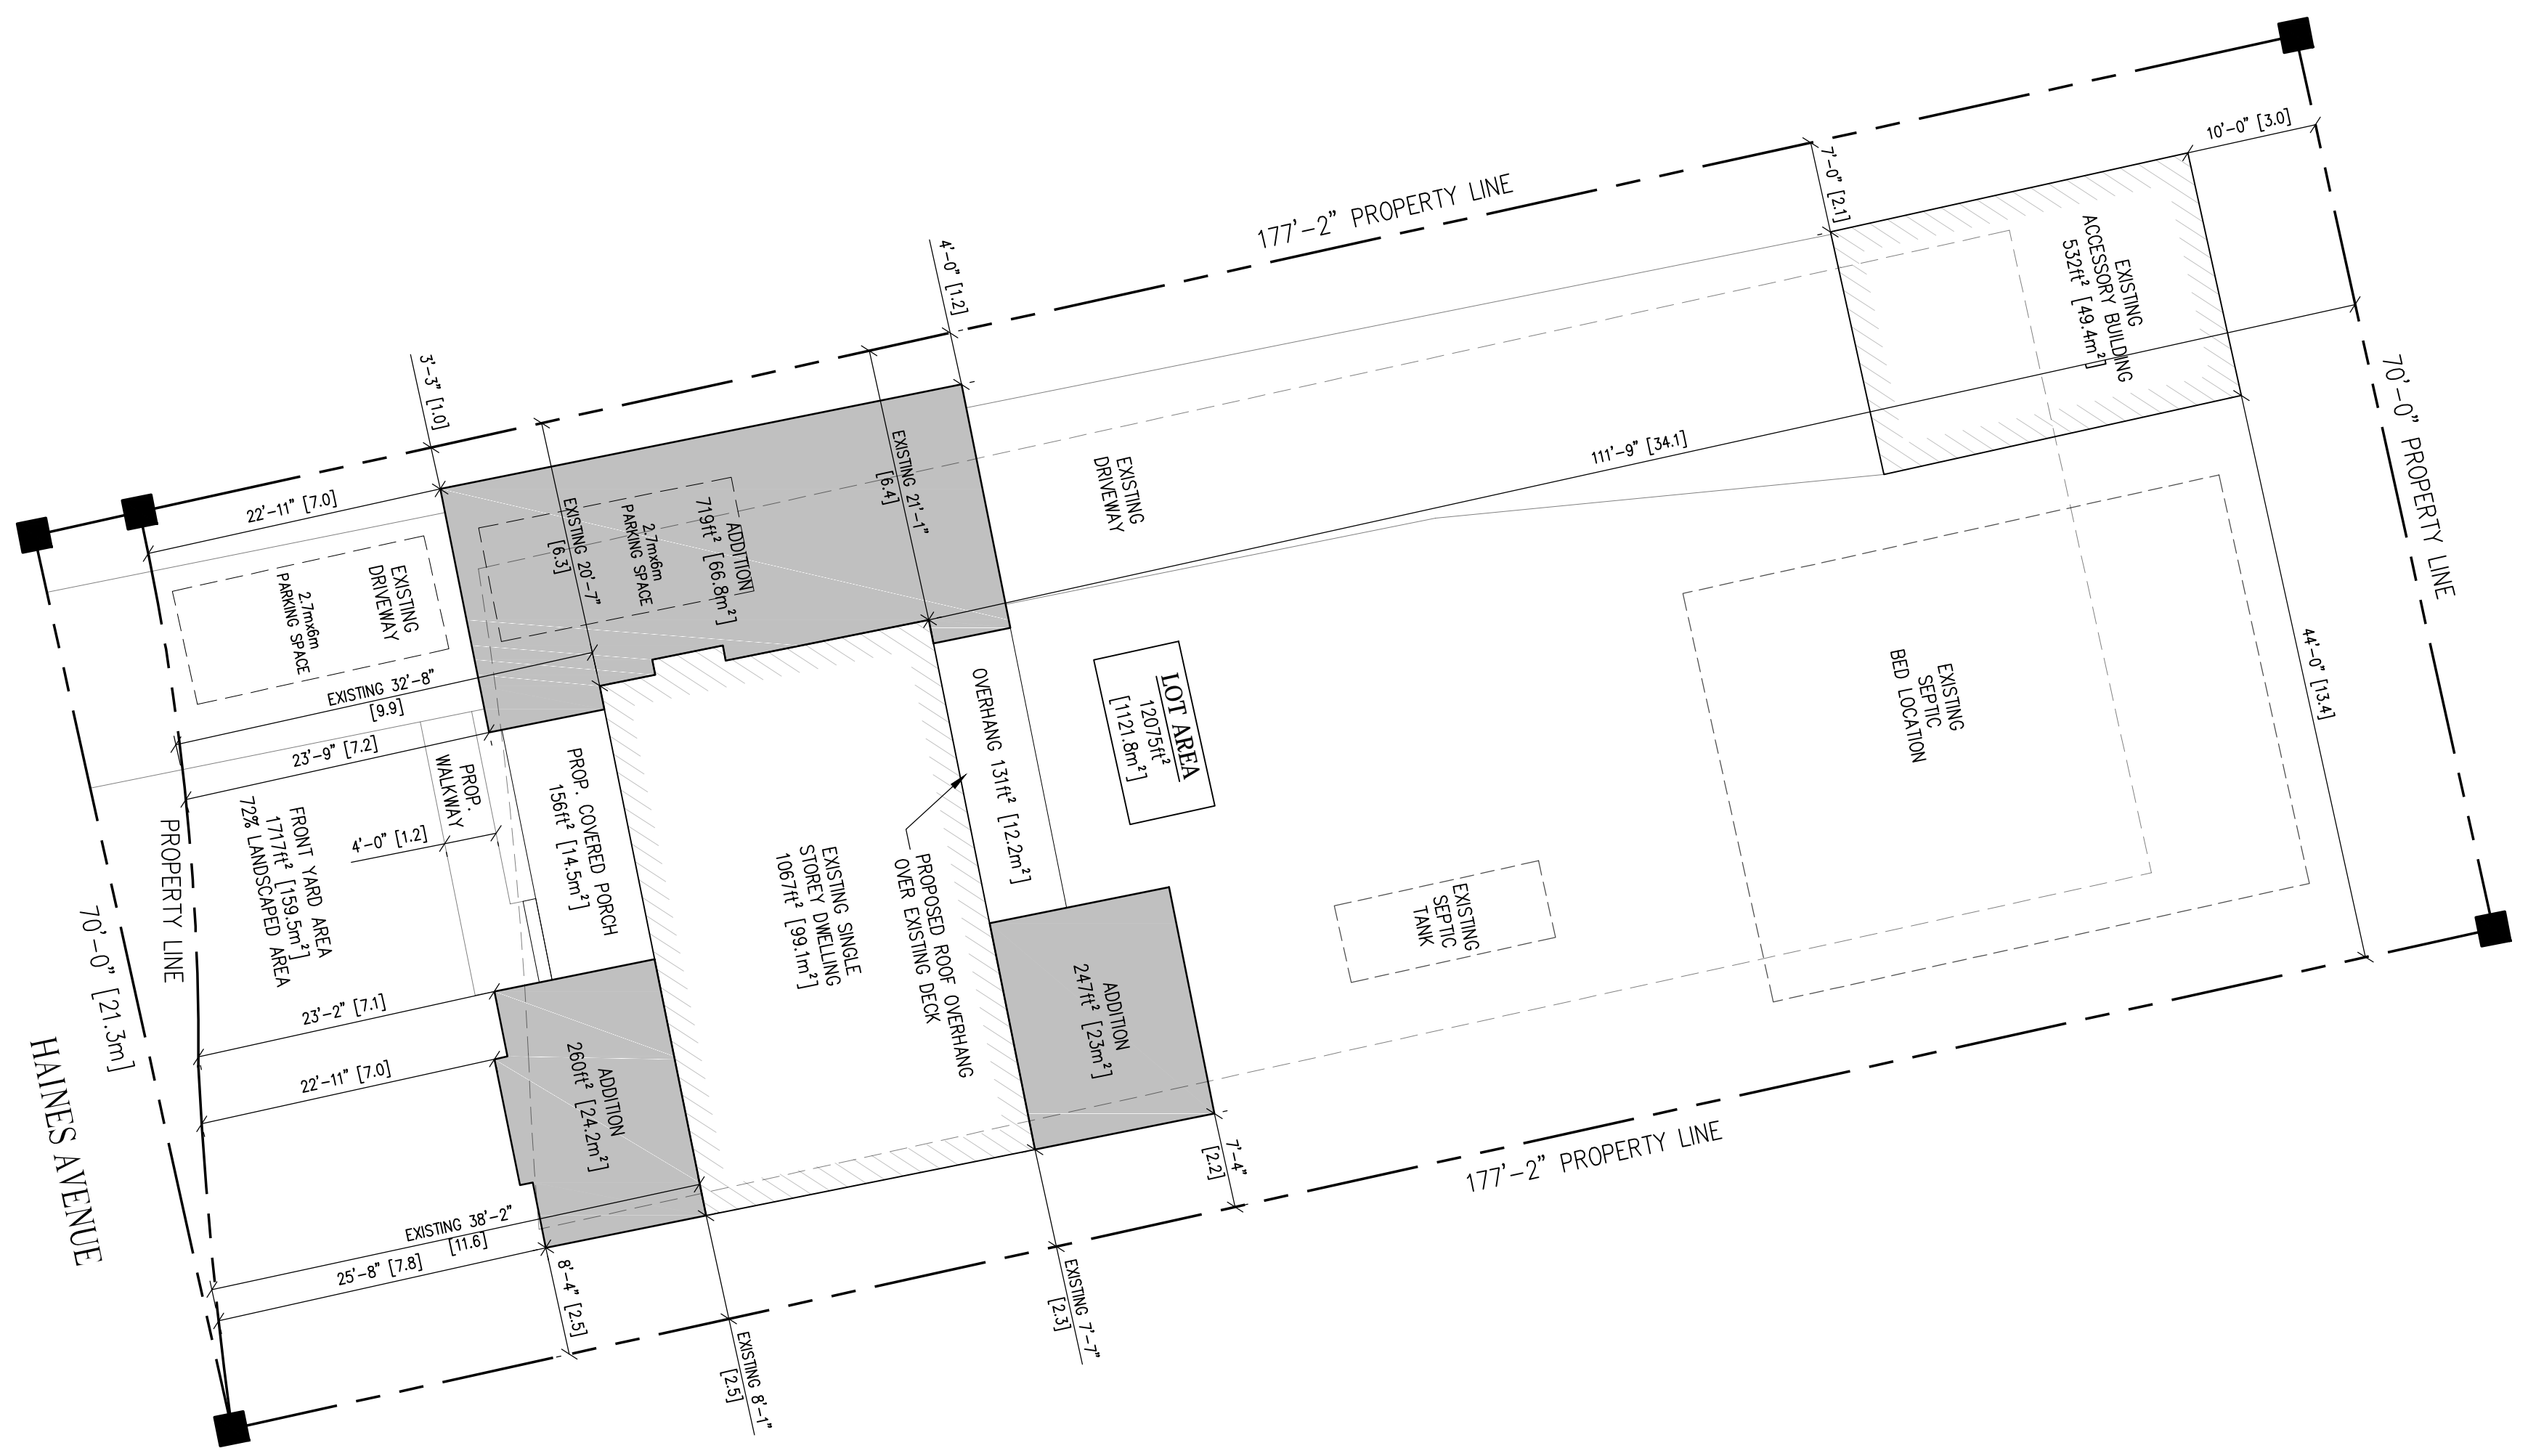 177'-2" PROPERTY LINE
10'-0" [3.0]
7'-0" [2.1]
EXISTING
ACCESSORY BUILDING
532ft² [49.4m²]
70'-0" PROPERTY LINE
4'-0" [1.2]
3'-3" [1.0]
22'-11" [7.0]
EXISTING 21'-1"
[6.4]
EXISTING 20'-7"
[6.3]
ADDITION
719ft² [66.8m²]
2.7mx6m
PARKING SPACE
EXISTING
DRIVEWAY
111'-9" [34.1]
EXISTING
DRIVEWAY
2.7mx6m
PARKING SPACE
EXISTING 32'-8"
[9.9]
23'-9" [7.2]
PROP.
WALKWAY
4'-0" [1.2]
PROP. COVERED PORCH
156ft² [14.5m²]
OVERHANG 131ft² [12.2m²]
LOT AREA
12075ft²
[1121.8m²]
EXISTING
SEPTIC
BED LOCATION
44'-0" [13.4]
FRONT YARD AREA
1717ft² [159.5m²]
72% LANDSCAPED AREA
PROPERTY LINE
70'-0" [21.3m]
HAINES AVENUE
EXISTING SINGLE
STOREY DWELLING
1067ft² [99.1m²]
PROPOSED ROOF OVERHANG
OVER EXISTING DECK
EXISTING
SEPTIC
TANK
ADDITION
247ft² [23m²]
23'-2" [7.1]
22'-11" [7.0]
ADDITION
260ft² [24.2m²]
EXISTING 38'-2"
[11.6]
25'-8" [7.8]
8'-4" [2.5]
EXISTING 8'-1"
[2.5]
EXISTING 7'-7"
[2.3]
7'-4"
[2.2]
177'-2" PROPERTY LINE